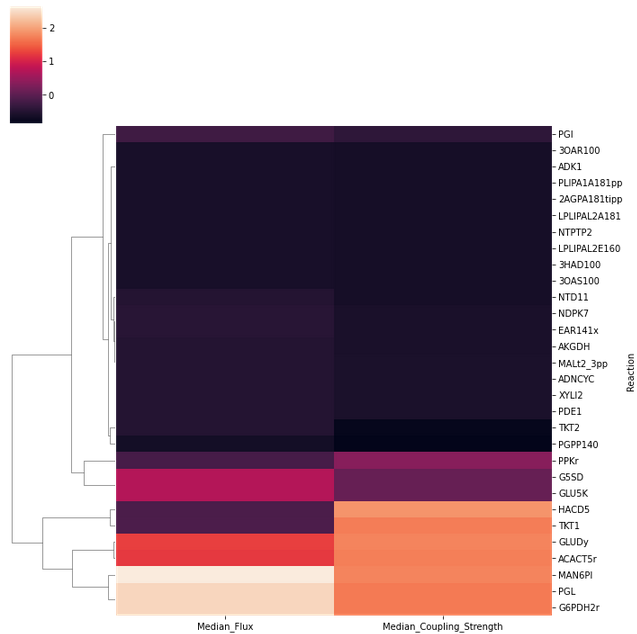 2
1
0
PGI
3OAR100
ADK1
PLIPA1A181pp
2AGPA181tipp
LPLIPAL2A181
NTPTP2
LPLIPAL2E160
3HAD100
3OAS100
NTD11
NDPK7
EAR141x
AKGDH
MALt2_3pp
ADNCYC
XYLI2
PDE1
TKT2
PGPP140
PPKr
G5SD
GLU5K
HACD5
TKT1
GLUDy
ACACT5r
MAN6PI
PGL
G6PDH2r
Reaction
Median_Flux
Median_Coupling_Strength